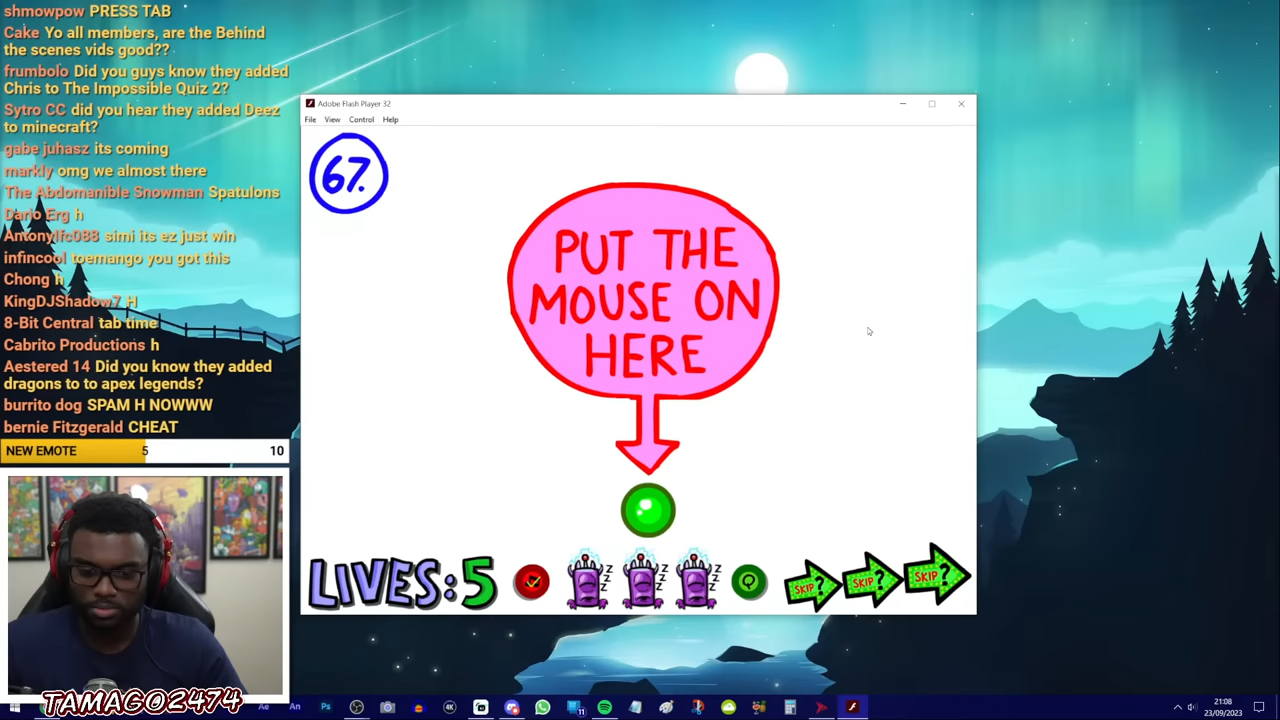 shmowpow PRESS TAB
Cake Yo all members, are the Behind
the scenes vids good??
frumbolo Did you guys know they added
Chris to The Impossible Quiz 2?
Sytro CC did you hear they added Deez
to minecraft?
gabe juhasz its coming
markly omg we almost there
The Abdomanible Snowman Spatulons
Dario Erg h
Antonylfc088 simi its ez just win
infincool toemango you got this
Chong h
KingDJShadow7 H
8-Bit Central tab time
Cabrito Productions h
Aestered 14 Did you know they added
dragons to to apex legends?
burrito dog SPAM H NOWWW
bernie Fitzgerald CHEAT
NEW EMOTE 5 10
TAMAGO2474
Adobe Flash Player 32
File View Control Help
67.
PUT THE
MOUSE ON
HERE
LIVES:5
z z z
z z z
z z z
SKIP? SKIP? SKIP?
Ae An Ps 4K 11
21:08
23/09/2023